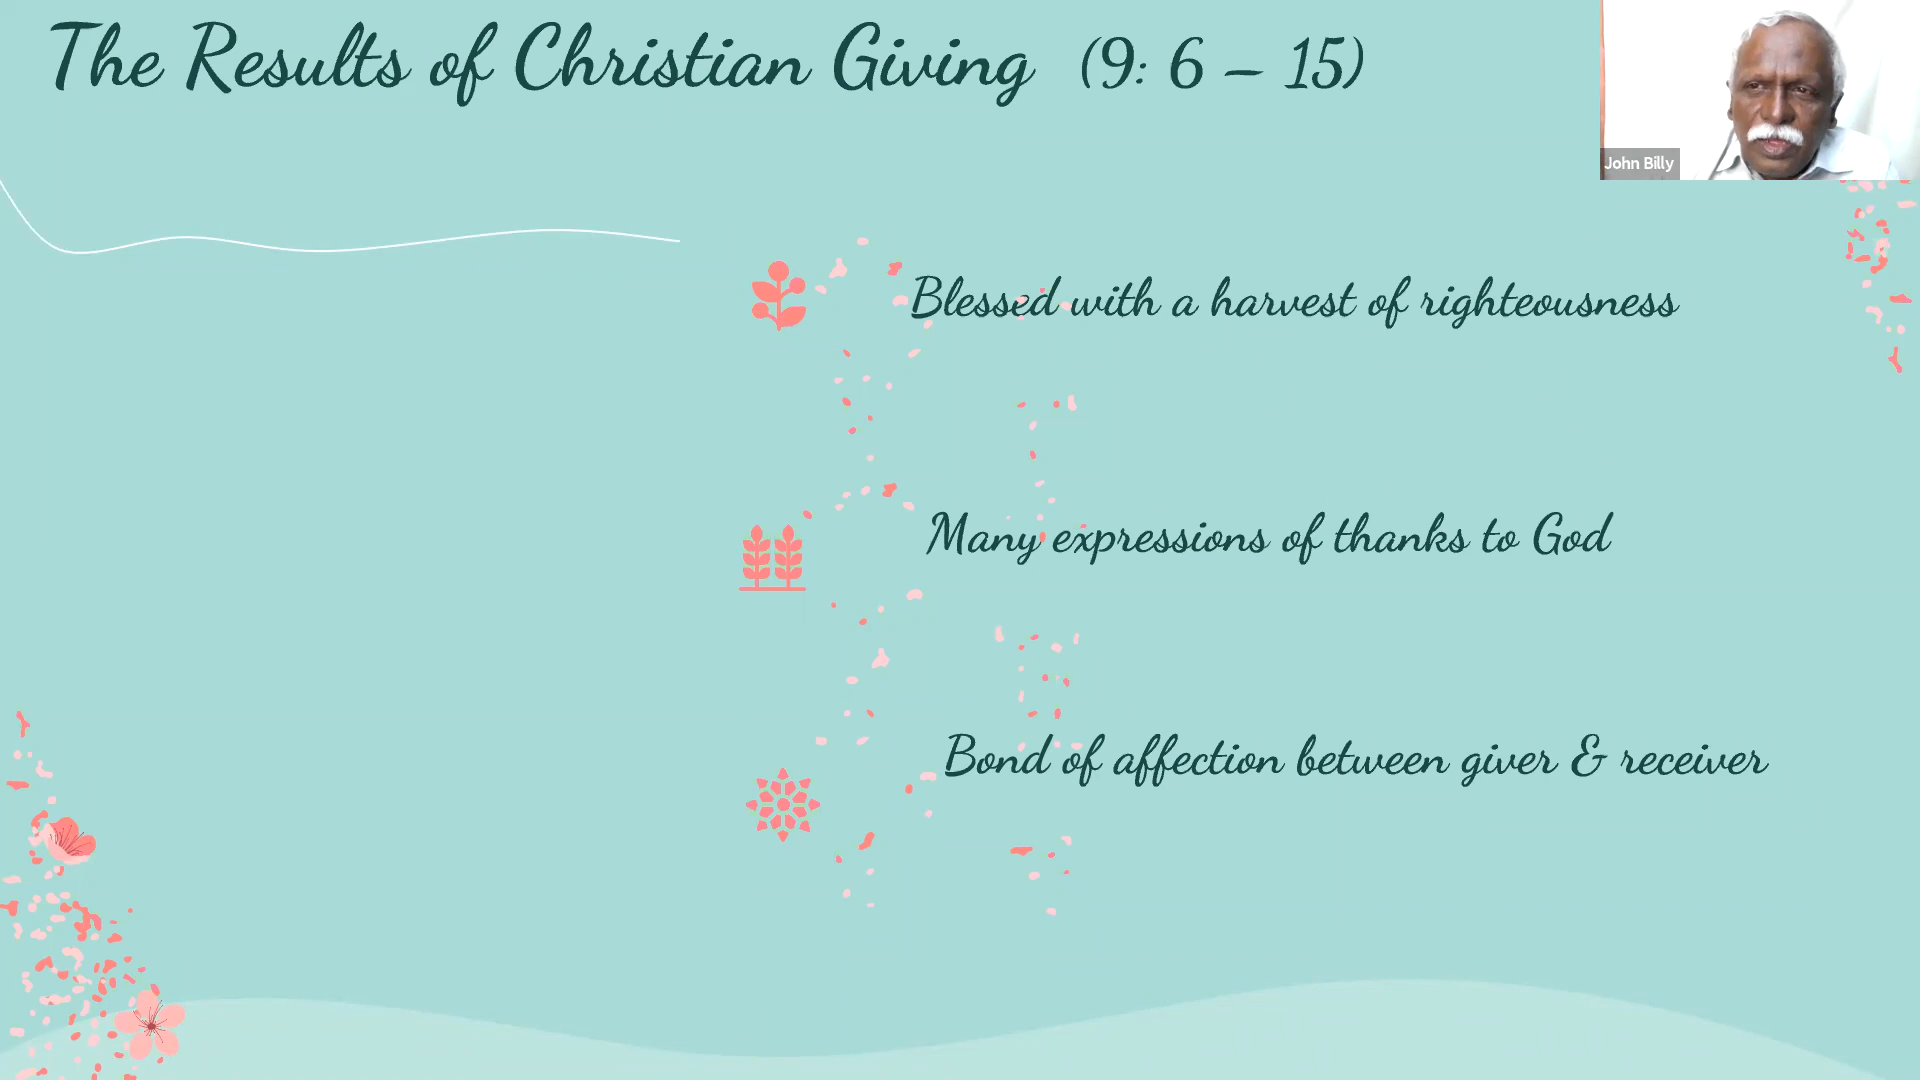 The Results of Christian Giving (9: 6 – 15)
John Billy
Blessed with a harvest of righteousness
Many expressions of thanks to God
Bond of affection between giver & receiver